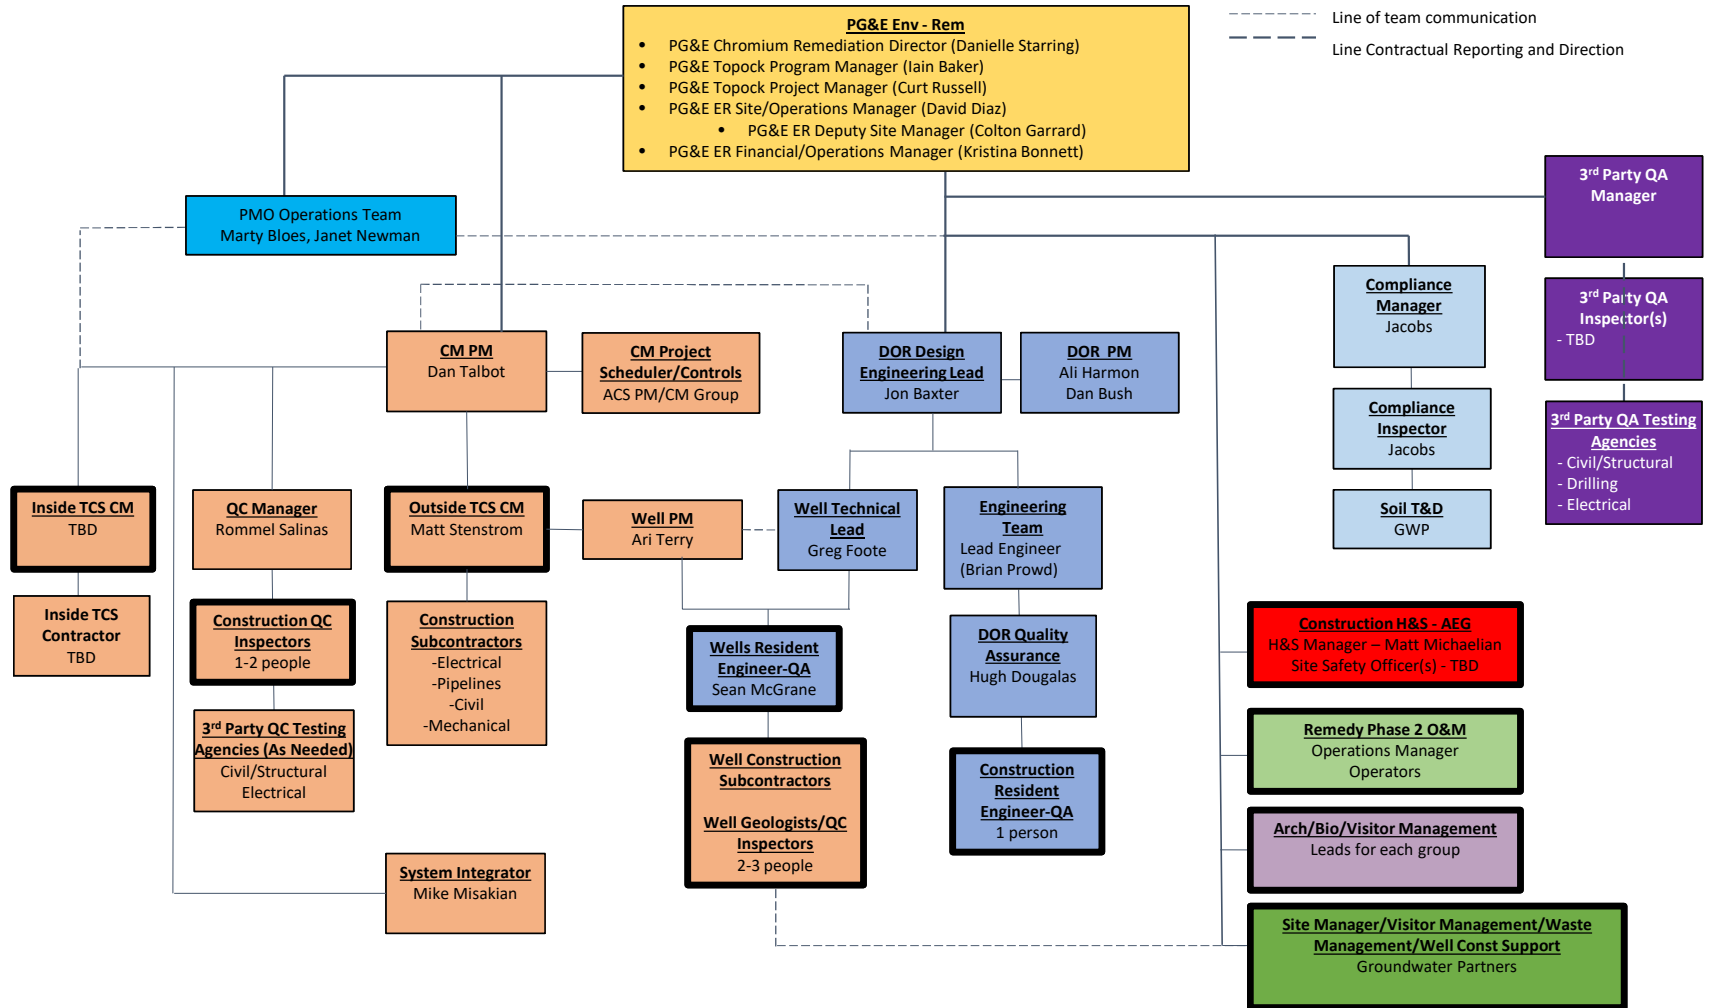 PG&E Env - Rem
• PG&E Chromium Remediation Director (Danielle Starring)
• PG&E Topock Program Manager (Iain Baker)
• PG&E Topock Project Manager (Curt Russell)
• PG&E ER Site/Operations Manager (David Diaz)
• PG&E ER Deputy Site Manager (Colton Garrard)
• PG&E ER Financial/Operations Manager (Kristina Bonnett)
Line of team communication
Line Contractual Reporting and Direction
PMO Operations Team
Marty Bloes, Janet Newman
3rd Party QA
Manager
3rd Party QA
Inspector(s)
- TBD
3rd Party QA Testing
Agencies
- Civil/Structural
- Drilling
- Electrical
Compliance
Manager
Jacobs
Compliance
Inspector
Jacobs
Soil T&D
GWP
CM PM
Dan Talbot
CM Project
Scheduler/Controls
ACS PM/CM Group
DOR Design
Engineering Lead
Jon Baxter
DOR PM
Ali Harmon
Dan Bush
Inside TCS CM
TBD
QC Manager
Rommel Salinas
Outside TCS CM
Matt Stenstrom
Well PM
Ari Terry
Well Technical
Lead
Greg Foote
Engineering
Team
Lead Engineer
(Brian Prowd)
Inside TCS
Contractor
TBD
Construction QC
Inspectors
1-2 people
Construction
Subcontractors
-Electrical
-Pipelines
-Civil
-Mechanical
Wells Resident
Engineer-QA
Sean McGrane
DOR Quality
Assurance
Hugh Dougalas
3rd Party QC Testing
Agencies (As Needed)
Civil/Structural
Electrical
Well Construction
Subcontractors
Well Geologists/QC
Inspectors
2-3 people
Construction
Resident
Engineer-QA
1 person
System Integrator
Mike Misakian
Construction H&S - AEG
H&S Manager – Matt Michaelian
Site Safety Officer(s) - TBD
Remedy Phase 2 O&M
Operations Manager
Operators
Arch/Bio/Visitor Management
Leads for each group
Site Manager/Visitor Management/Waste
Management/Well Const Support
Groundwater Partners